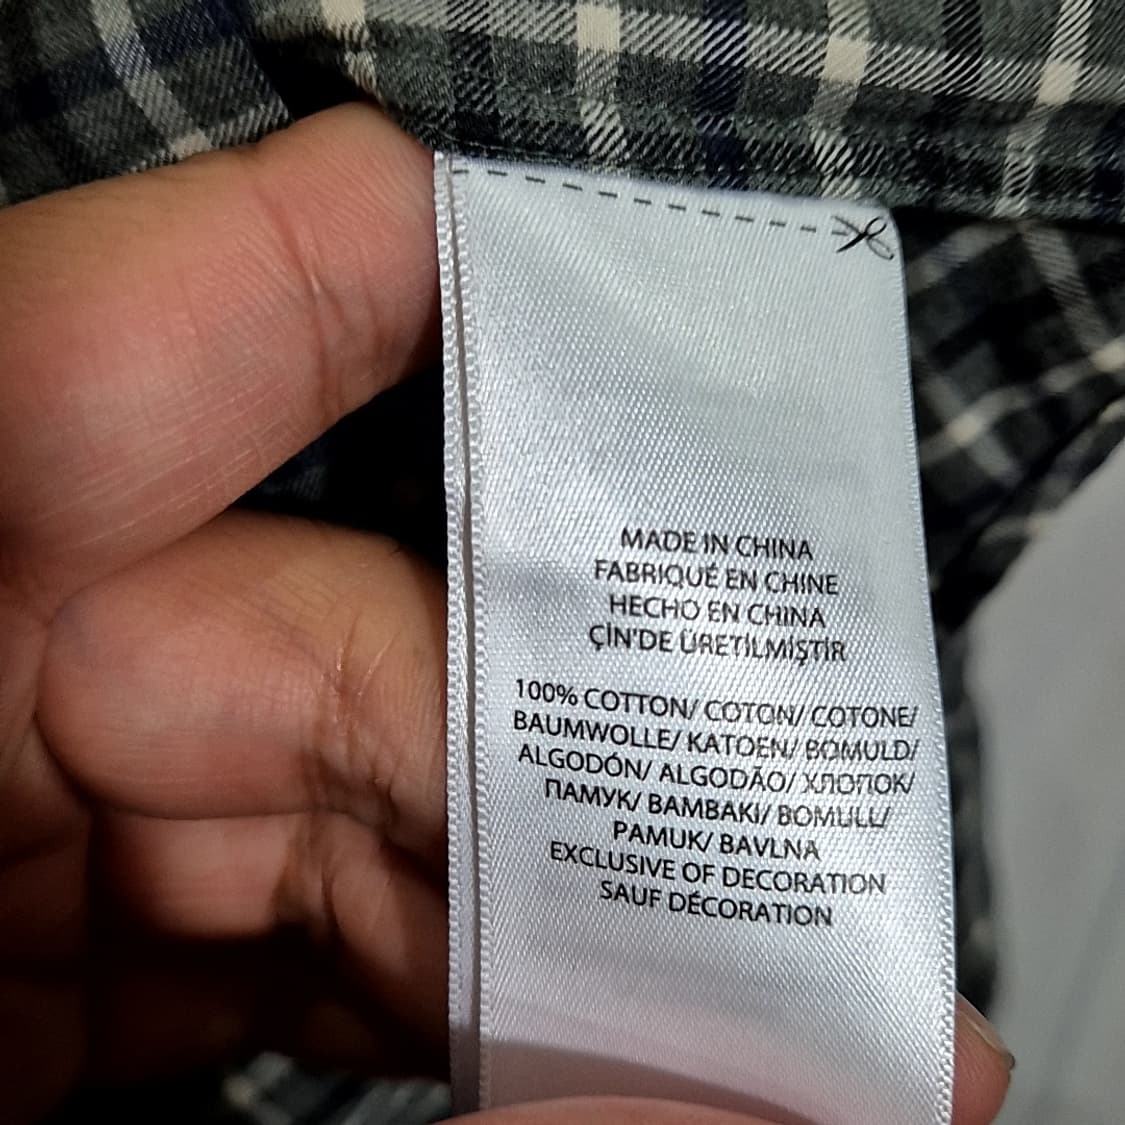 MADE IN CHINA
FABRIQUÉ EN CHINE
HECHO EN CHINA
ÇİN'DE ÜRETİLMİŞTİR
100% COTTON/ COTON/ COTONE/
BAUMWOLLE/ KATOEN/ BOMULD/
ALGODÓN/ ALGODÃO/ ХЛОПОК/
ПАМУК/ BAMBAKI/ BOMULL/
PAMUK/ BAVLNA
EXCLUSIVE OF DECORATION
SAUF DÉCORATION